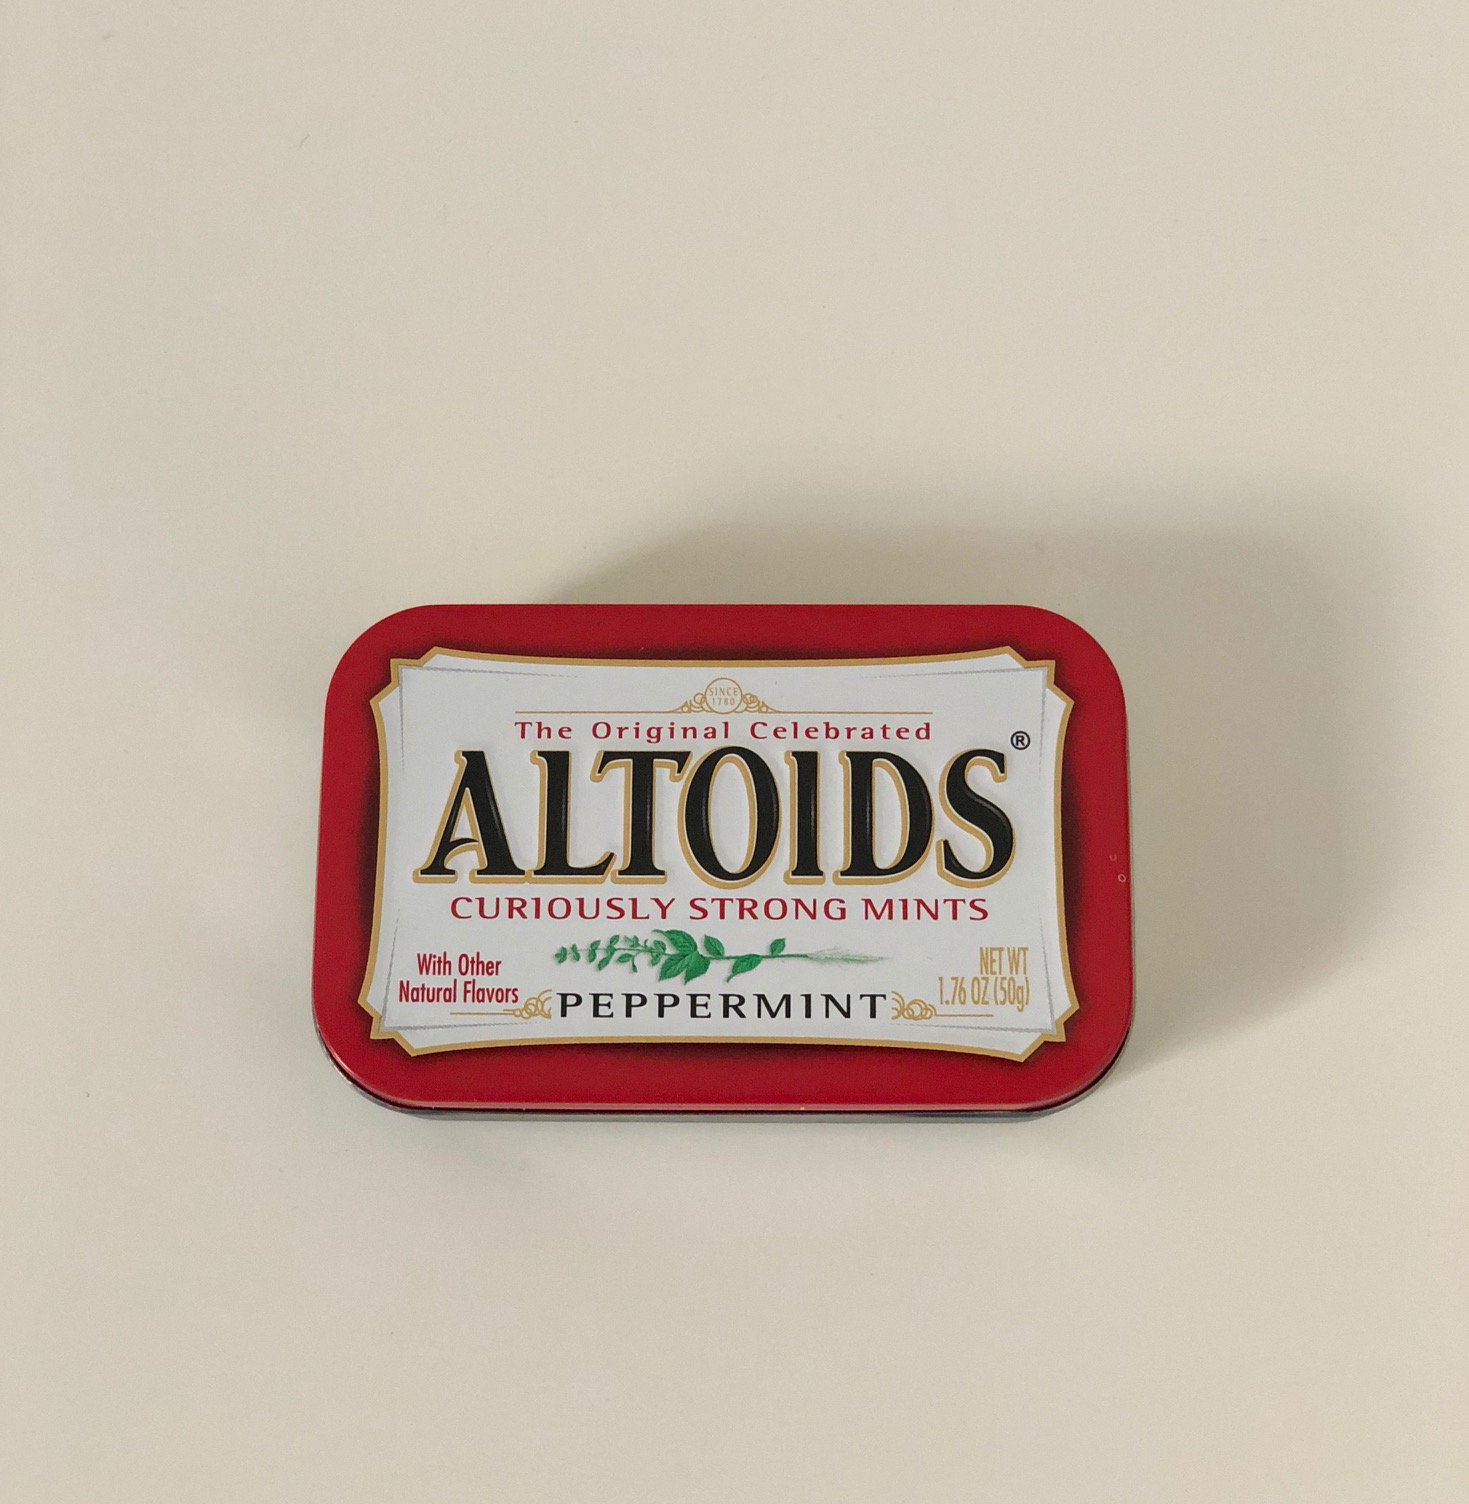 SINCE
1780
The Original Celebrated
ALTOIDS®
CURIOUSLY STRONG MINTS
With Other
Natural Flavors
PEPPERMINT
NET WT
1.76 OZ (50g)